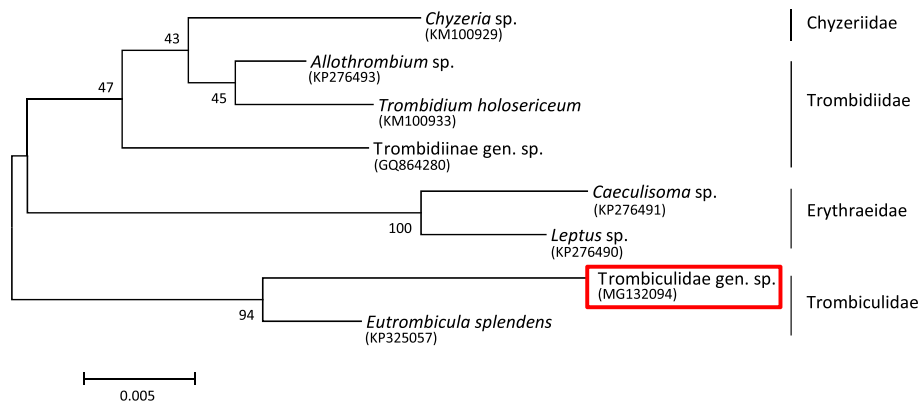 Chyzeria sp.
(KM100929)
Chyzeriidae
43
Allothrombium sp.
(KP276493)
45
Trombidium holosericeum
(KM100933)
Trombidiidae
47
Trombidiinae gen. sp.
(GQ864280)
Caeculisoma sp.
(KP276491)
Erythraeidae
100
Leptus sp.
(KP276490)
Trombiculidae gen. sp.
(MG132094)
Trombiculidae
94
Eutrombicula splendens
(KP325057)
0.005